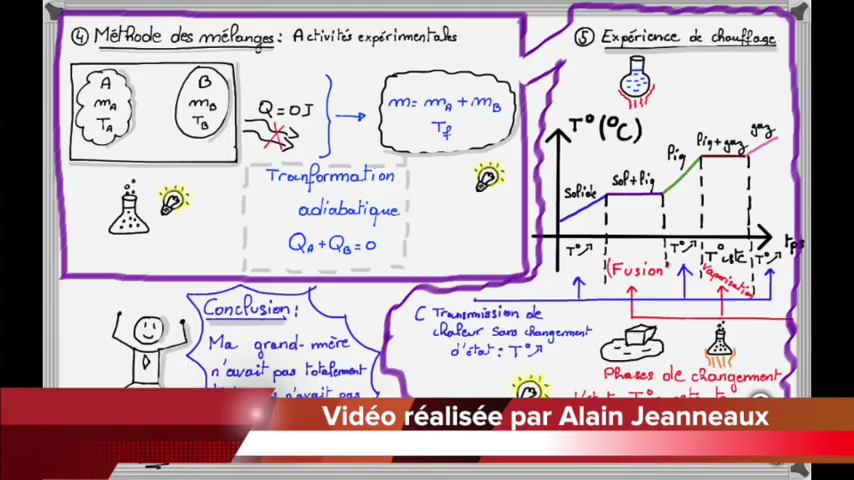 ④ Méthode des mélanges : Activités expérimentales
A
mA
TA
B
mB
TB
Q = 0 J
m = mA + mB
Tf
Transformation
adiabatique
QA + QB = 0
Conclusion :
Ma grand-mère
n'avait pas totalement
⑤ Expérience de chauffage
T° (°C)
Solide
Sol + liq
liq
liq + gaz
gaz
tps
T° ↗
(Fusion)
T° ↗
T° cste
Vaporisation
T° ↗
C Transmission de
chaleur sans changement
d'état : T° ↗
Phases de changement
Vidéo réalisée par Alain Jeanneaux